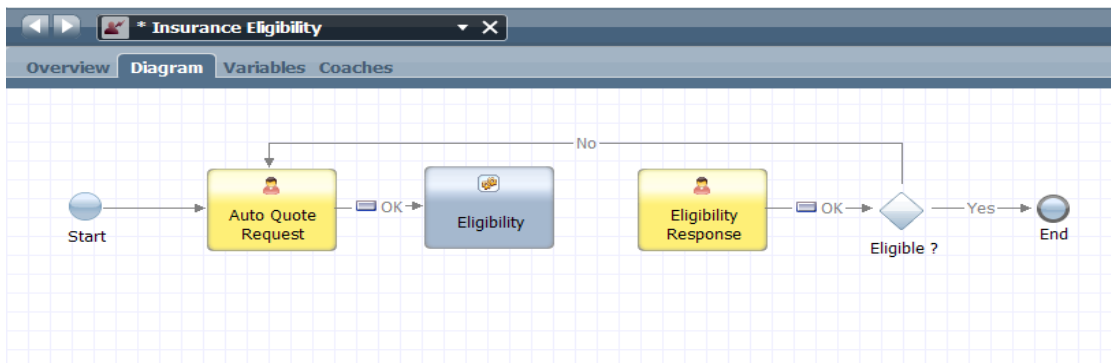 * Insurance Eligibility
Overview Diagram Variables Coaches
No
Start
Auto Quote
Request
OK
Eligibility
Eligibility
Response
OK
Eligible ?
Yes
End